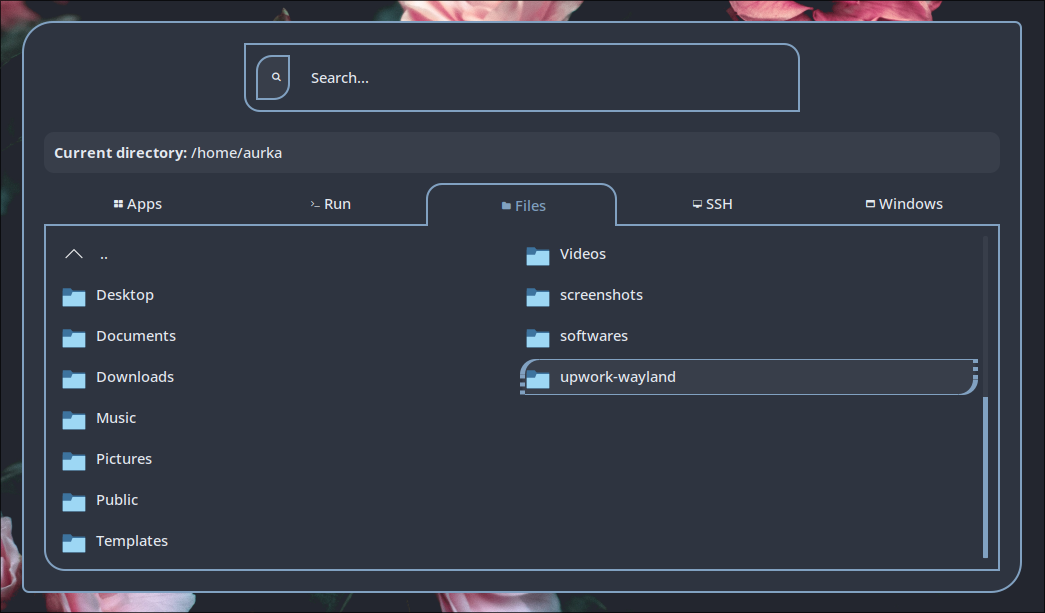 Search...
Current directory: /home/aurka
Apps
Run
Files
SSH
Windows
..
Desktop
Documents
Downloads
Music
Pictures
Public
Templates
Videos
screenshots
softwares
upwork-wayland